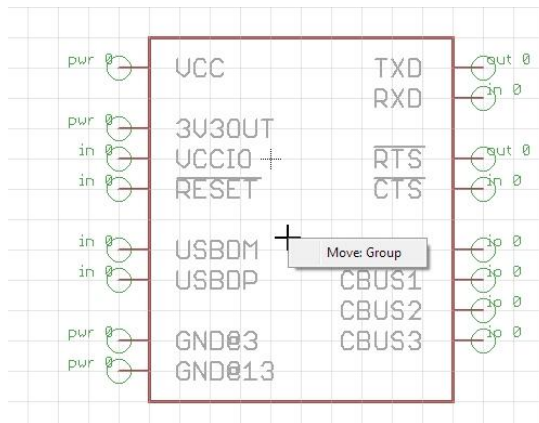 pwr 0 VCC TXD out 0
RXD in 0
pwr 0 3V3OUT
in 0 VCCIO RTS out 0
in 0 RESET CTS in 0
in 0 USBDM io 0
Move: Group
in 0 USBDP CBUS1 io 0
CBUS2 io 0
pwr 0 GND@3 CBUS3 io 0
pwr 0 GND@13